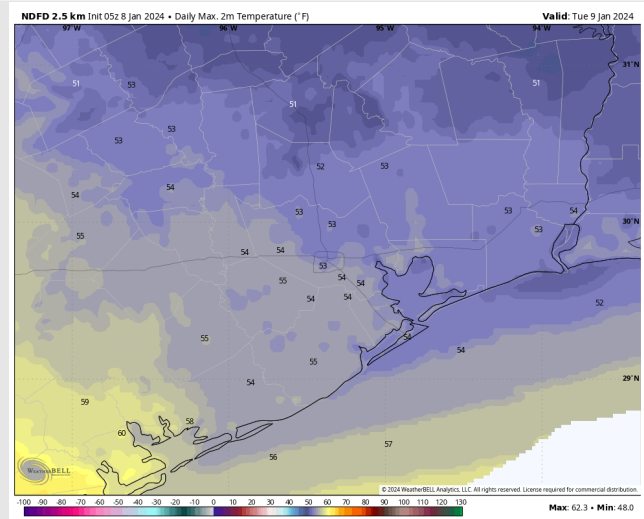 NDFD 2.5 km Init 05z 8 Jan 2024 • Daily Max. 2m Temperature (°F)
Valid: Tue 9 Jan 2024
97°W 96°W 95°W 94°W
31°N
51 53 51
51
53 53
52 53
54 54
53 53 54
55 53 53
30°N
54 54
53
55 54 54
54 54
52
55 54
54
55
54
29°N
59
58
60
57
56
WEATHERBELL
© 2024 WeatherBELL Analytics, LLC. All rights reserved. License required for commercial distribution.
-100 -90 -80 -70 -60 -50 -40 -30 -20 -10 0 10 20 30 40 50 60 70 80 90 100 110 120 130
Max: 62.3 • Min: 48.0